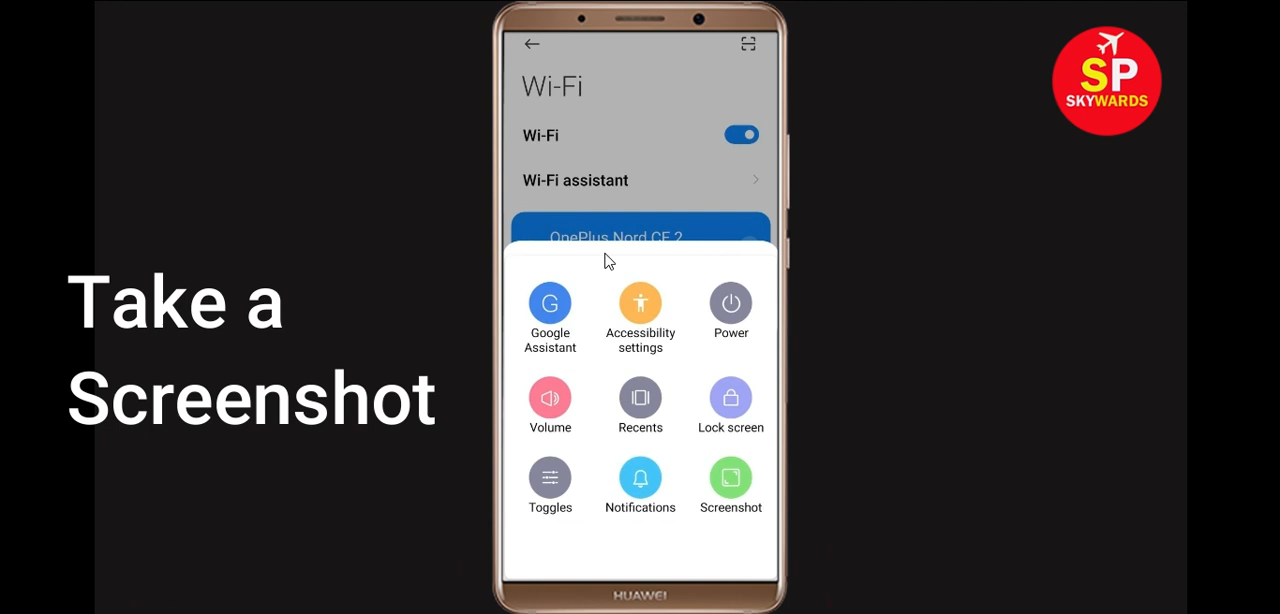 Wi-Fi
Wi-Fi
Wi-Fi assistant
OnePlus Nord CE 2
Google
Assistant
Accessibility
settings
Power
Volume
Recents
Lock screen
Toggles
Notifications
Screenshot
HUAWEI
Take a
Screenshot
SP
SKYWARDS